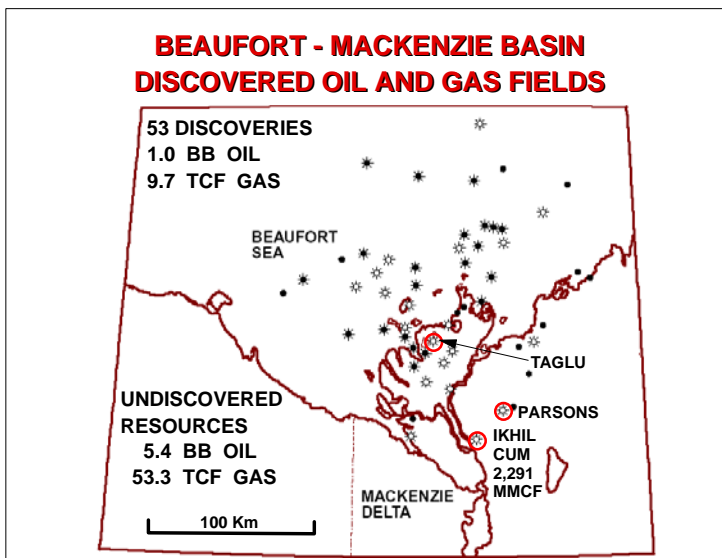 BEAUFORT - MACKENZIE BASIN
DISCOVERED OIL AND GAS FIELDS
53 DISCOVERIES
1.0 BB OIL
9.7 TCF GAS
BEAUFORT
SEA
TAGLU
PARSONS
IKHIL
CUM
2,291
MMCF
UNDISCOVERED
RESOURCES
5.4 BB OIL
53.3 TCF GAS
MACKENZIE
DELTA
100 Km